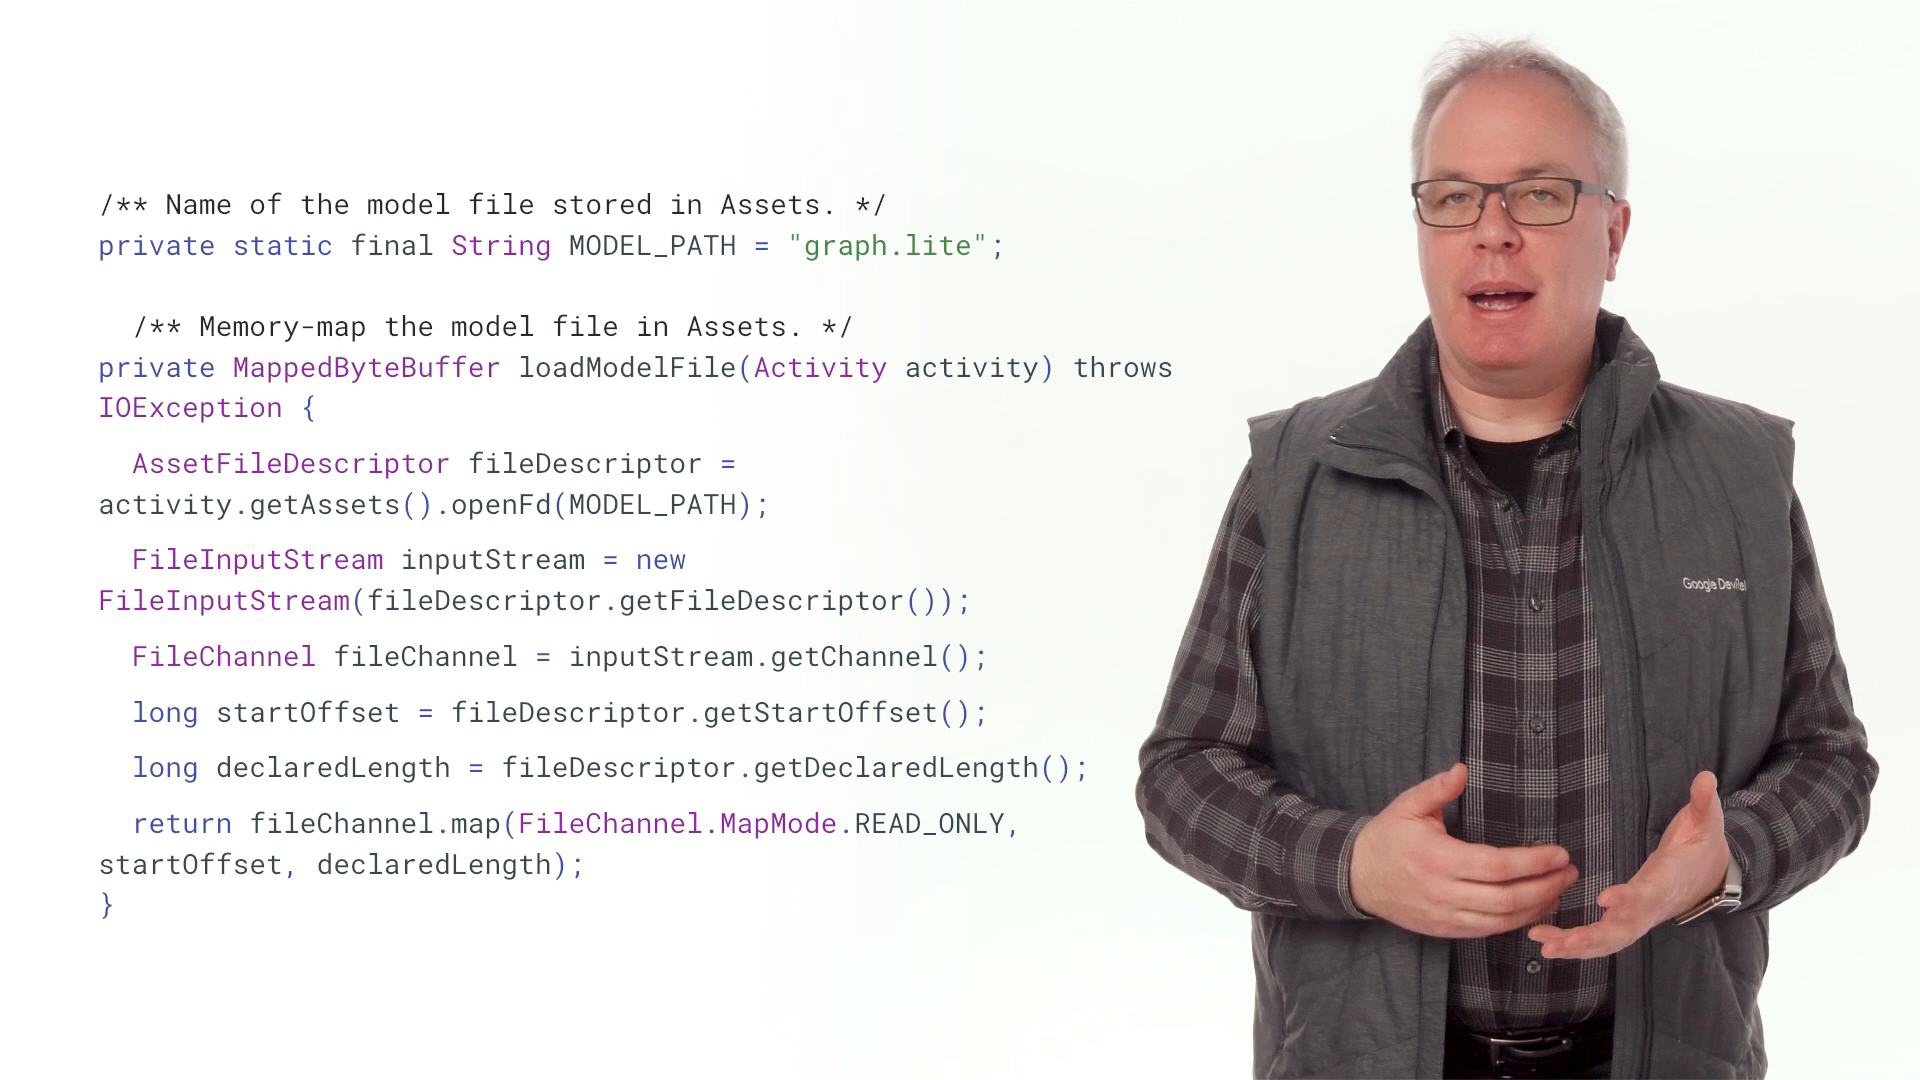 /** Name of the model file stored in Assets. */
private static final String MODEL_PATH = "graph.lite";
/** Memory-map the model file in Assets. */
private MappedByteBuffer loadModelFile(Activity activity) throws
IOException {
AssetFileDescriptor fileDescriptor =
activity.getAssets().openFd(MODEL_PATH);
FileInputStream inputStream = new
FileInputStream(fileDescriptor.getFileDescriptor());
FileChannel fileChannel = inputStream.getChannel();
long startOffset = fileDescriptor.getStartOffset();
long declaredLength = fileDescriptor.getDeclaredLength();
return fileChannel.map(FileChannel.MapMode.READ_ONLY,
startOffset, declaredLength);
}
Google DevRel